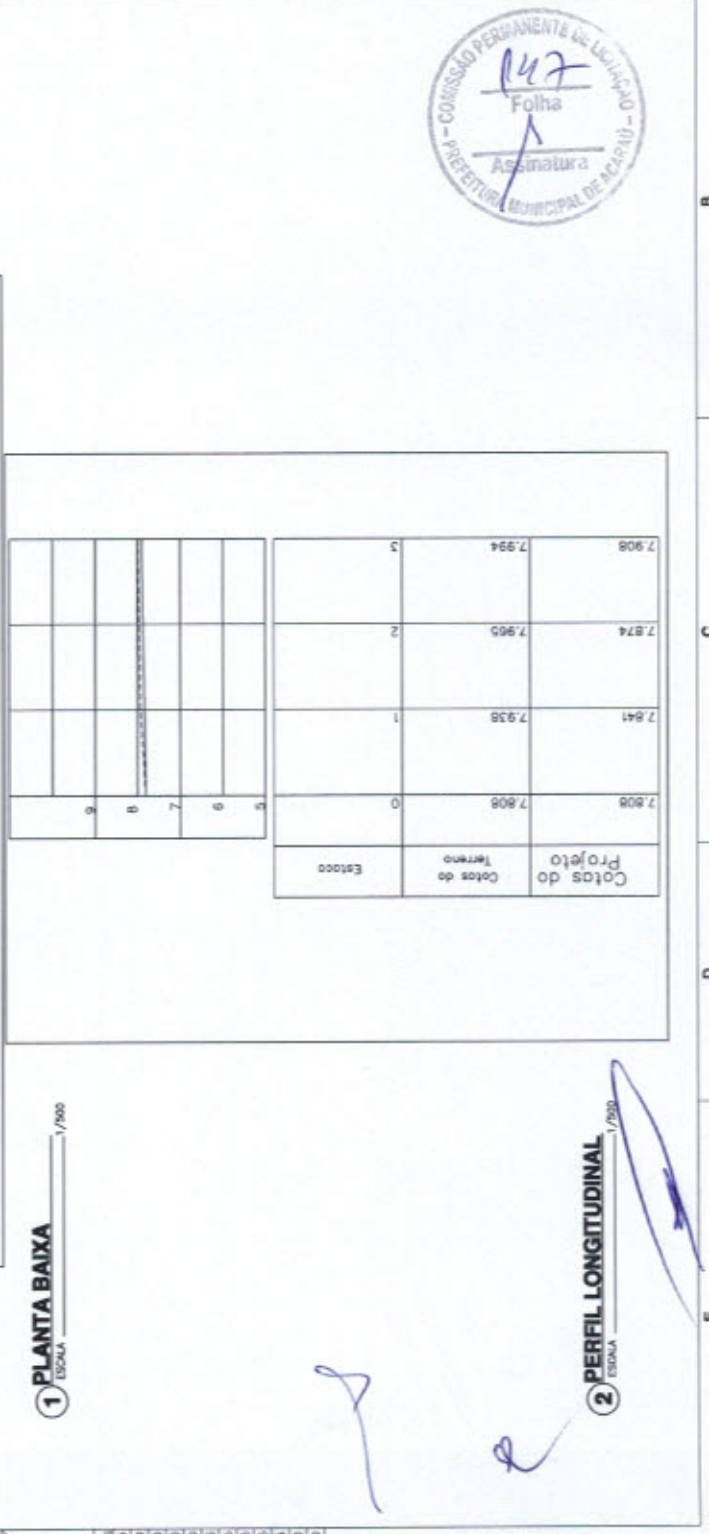 COMISSÃO PERMANENTE DE LICITAÇÃO - PREFEITURA MUNICIPAL DE ACARAÚ -
147
Folha
Assinatura
1 PLANTA BAIXA
ESCALA 1/500
9
8
7
6
5
Estaca 0 1 2 3
Cotas do Terreno 7.808 7.938 7.965 7.994
Cotas do Projeto 7.808 7.841 7.874 7.908
2 PERFIL LONGITUDINAL
ESCALA 1/500
B
C
D
E